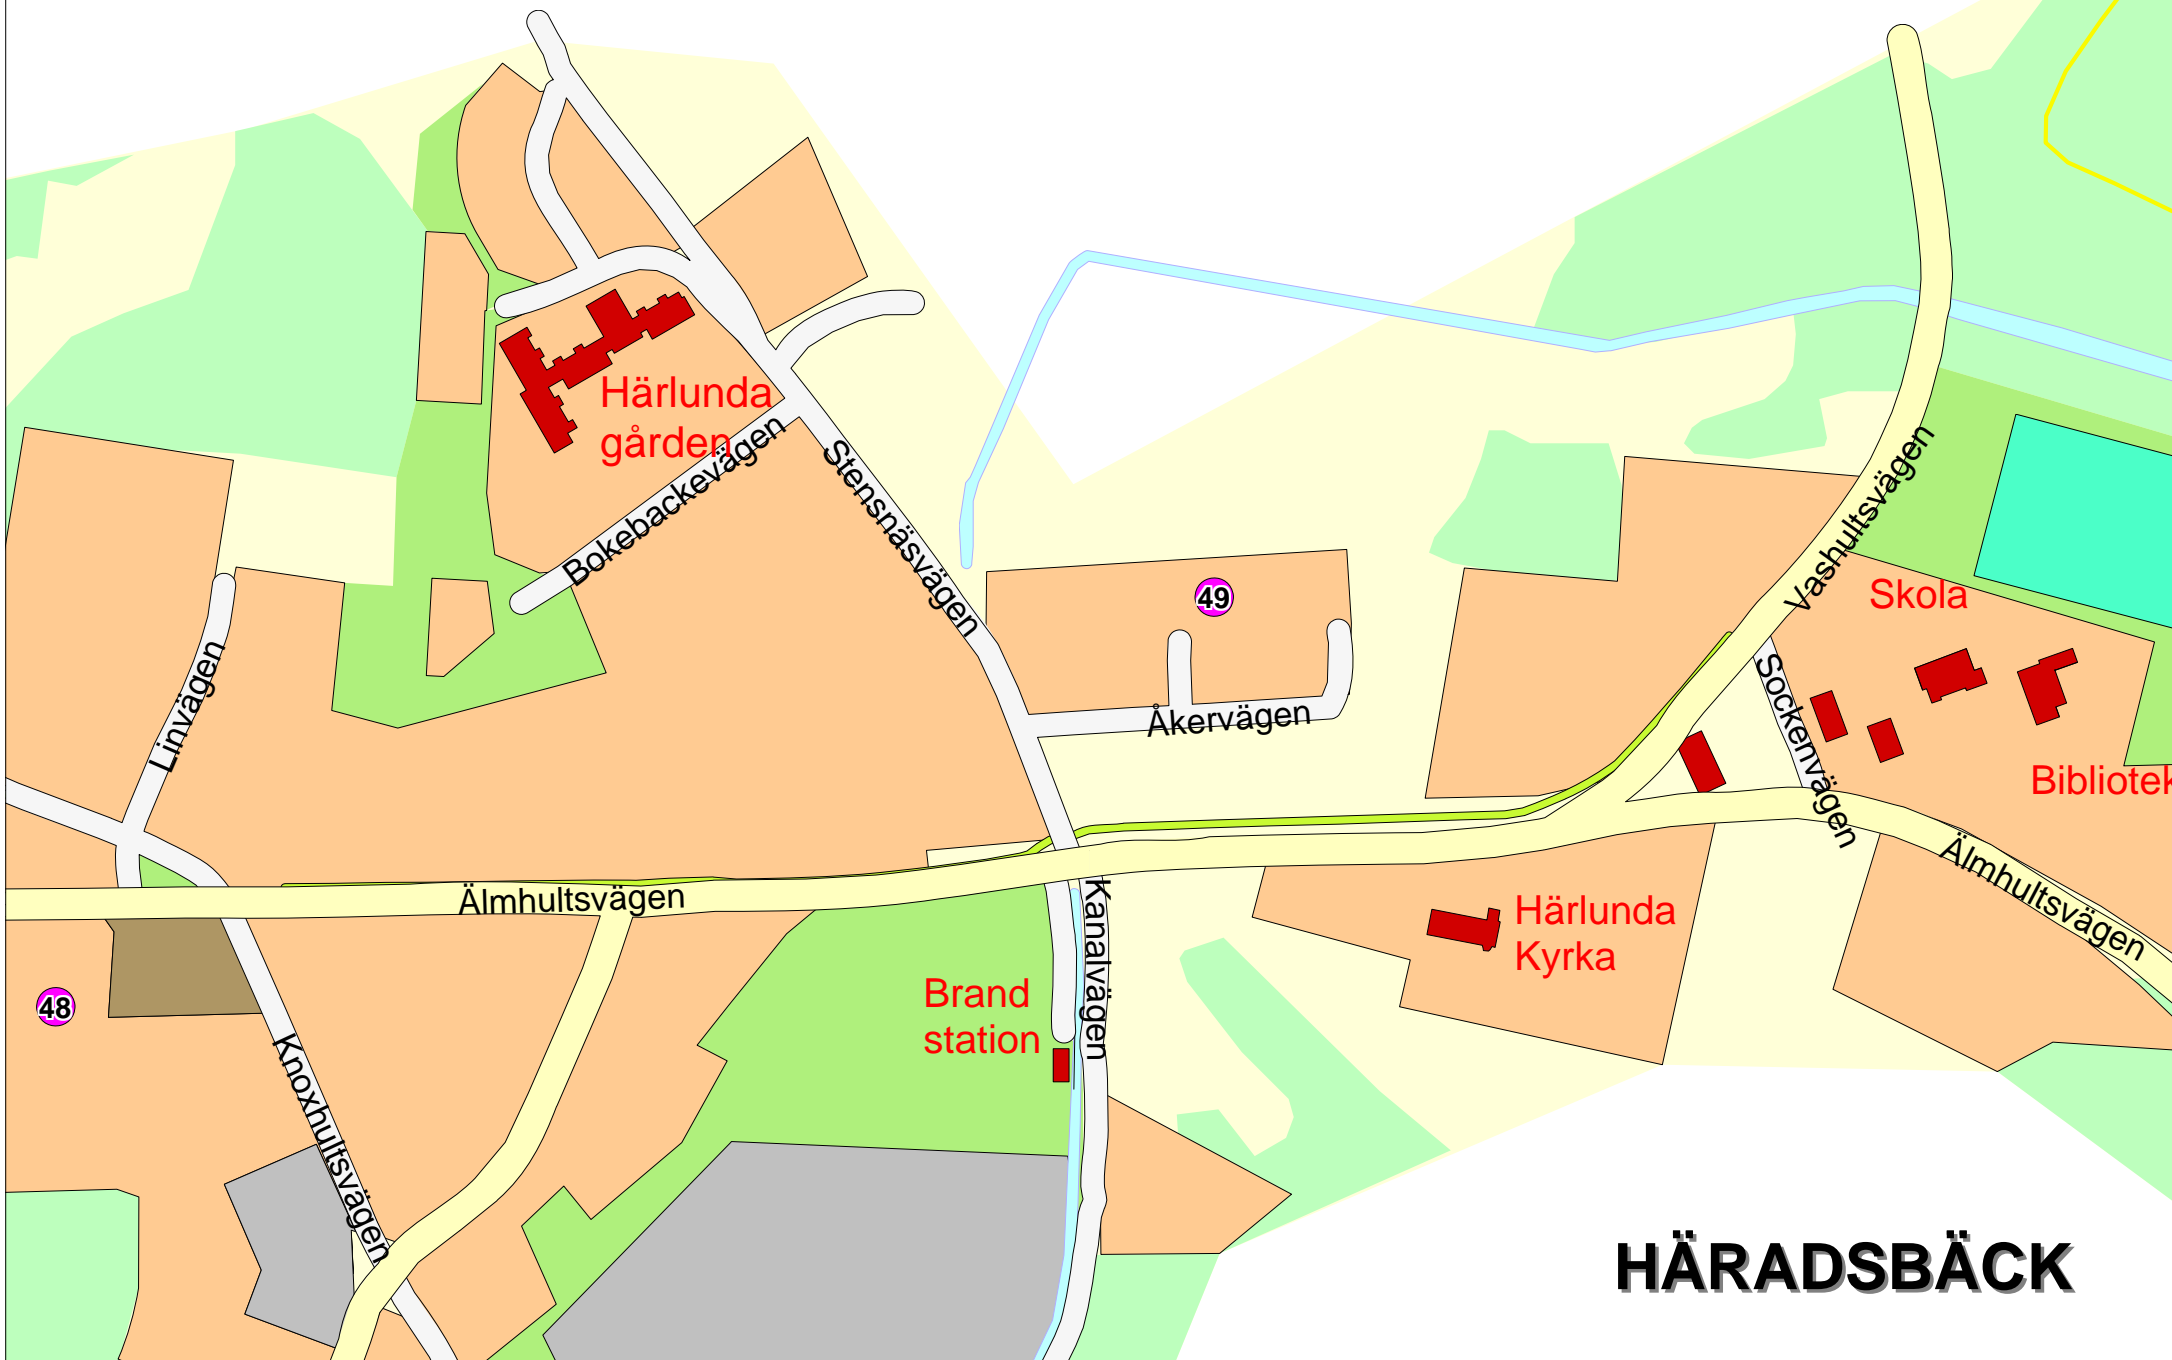 Härlunda
gården
Bokebackevägen
Stensnäsvägen
Vashultsvägen
49
Skola
Linvägen
Åkervägen
Sockenvägen
Bibliotek
Älmhultsvägen
Älmhultsvägen
Kanalvägen
Härlunda
Kyrka
Brand
station
48
Knoxhultsvägen
HÄRADSBÄCK